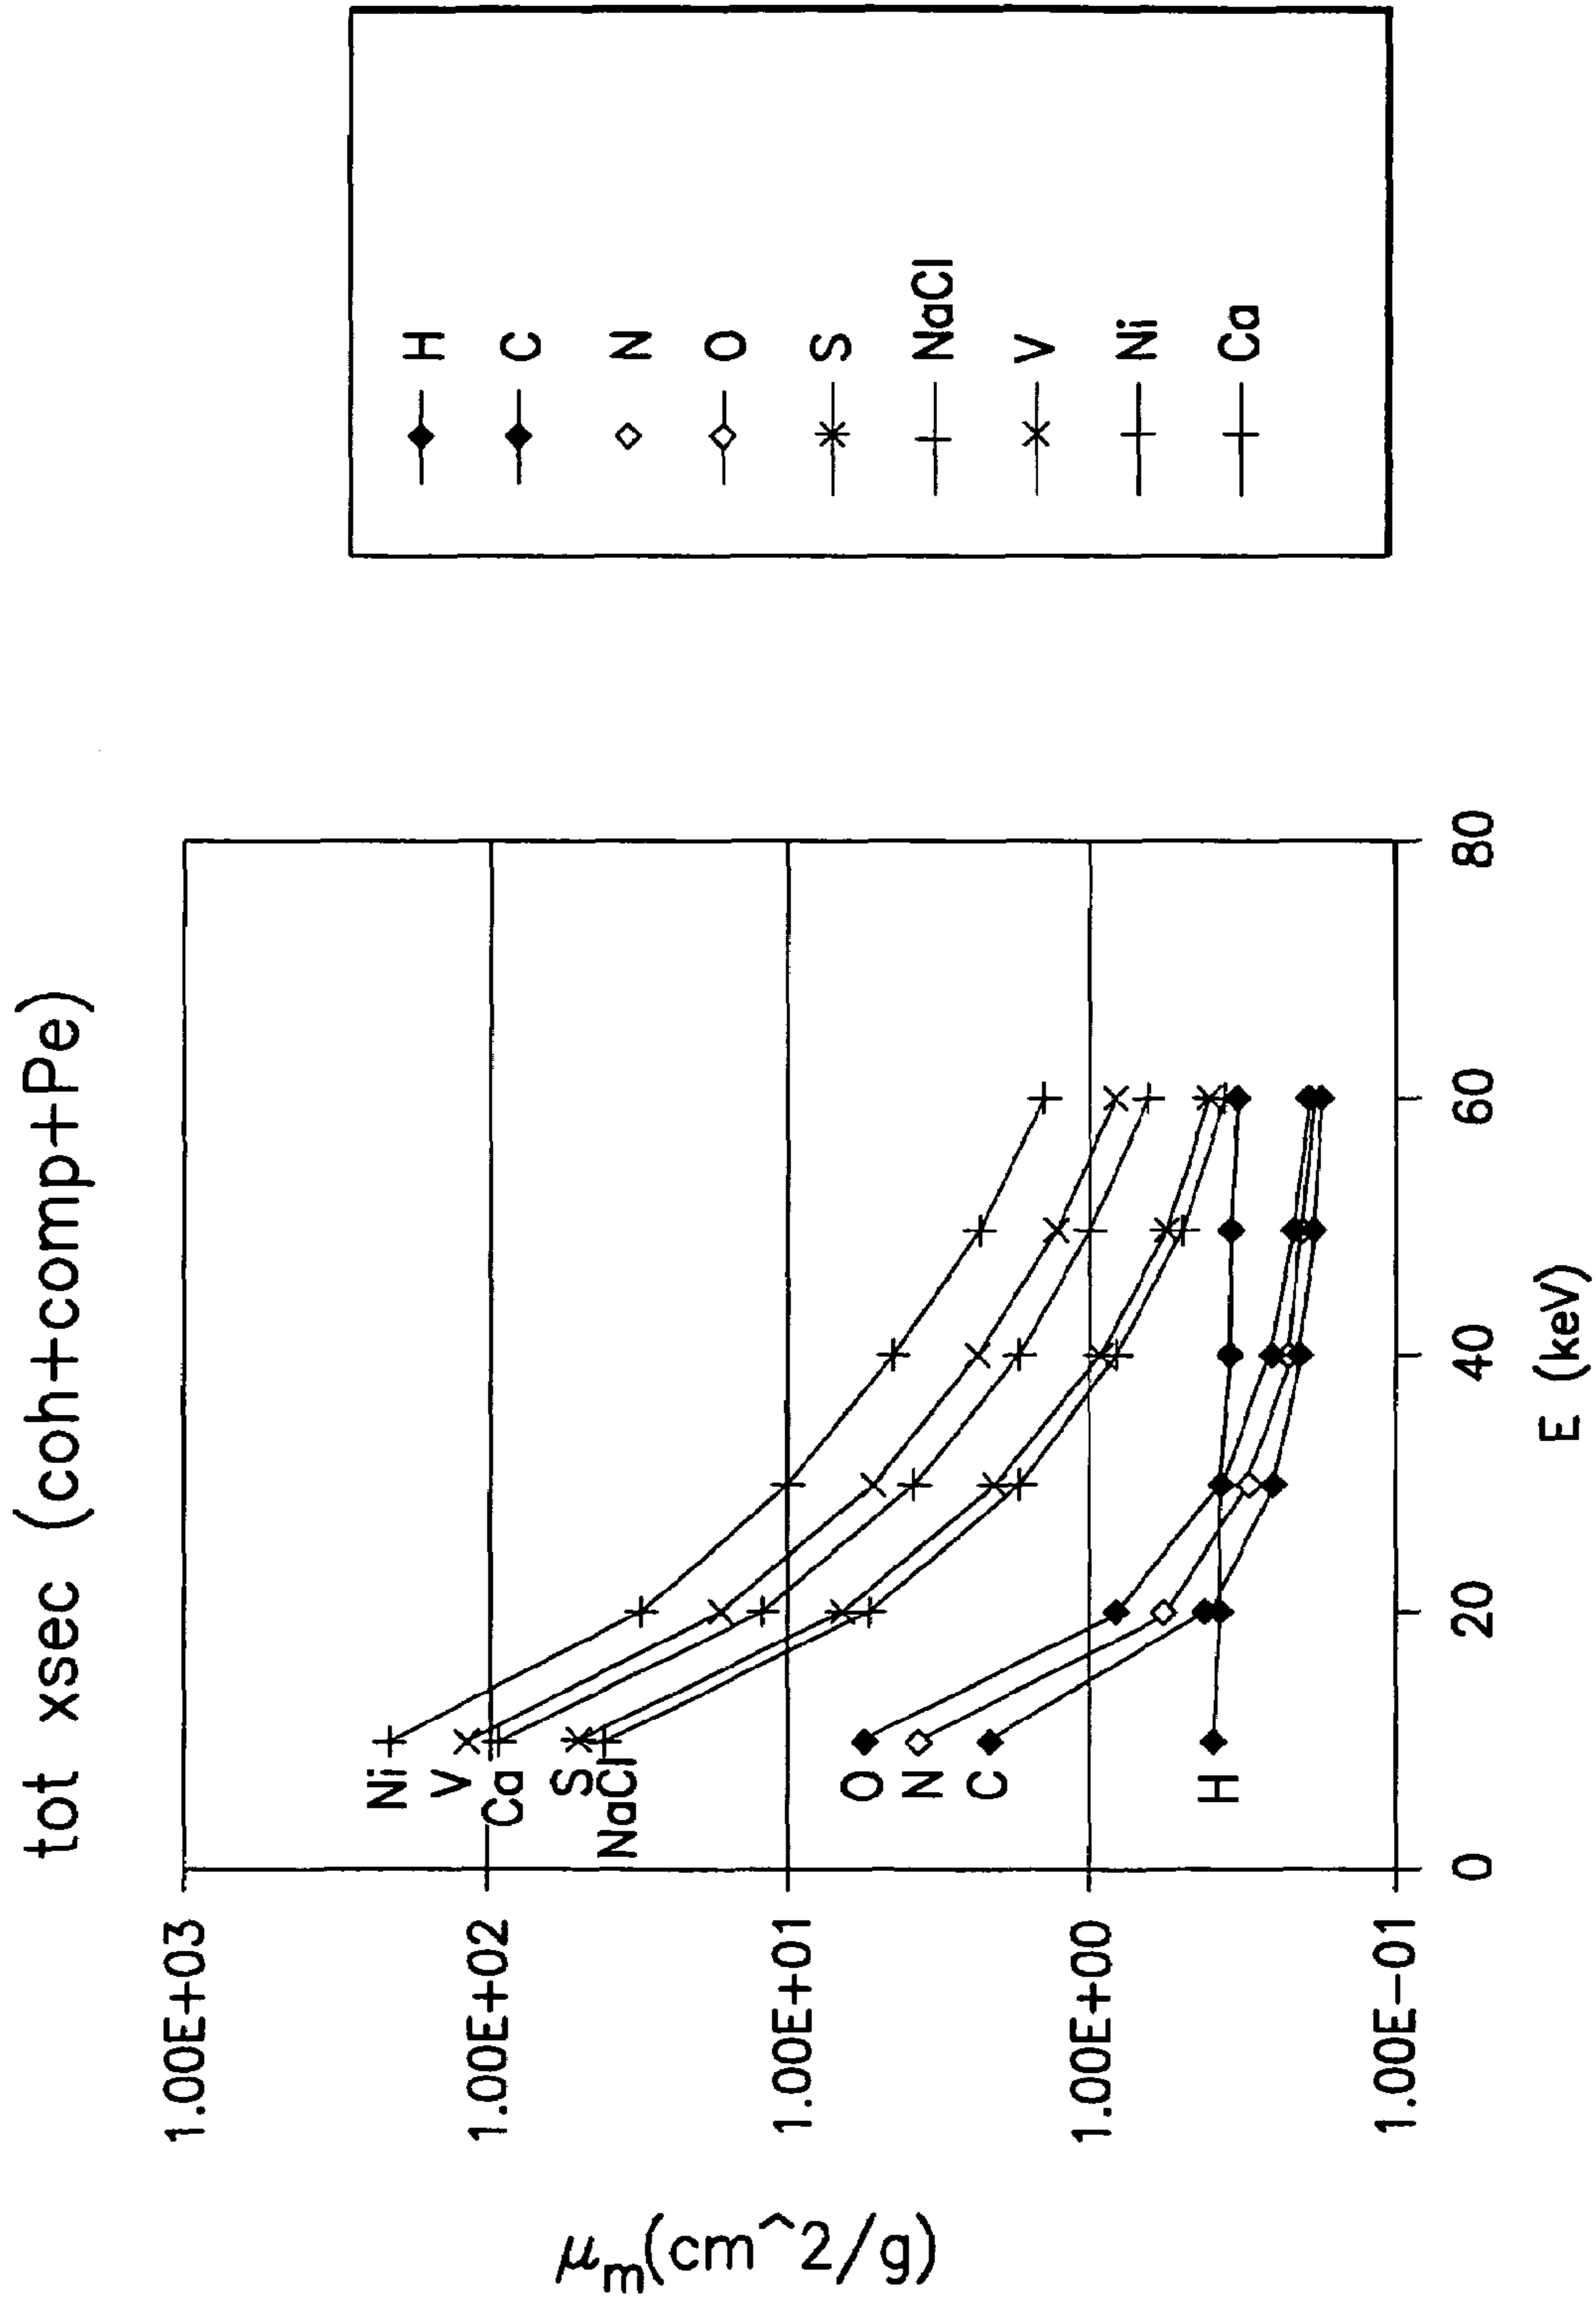 tot xsec (coh+comp+Pe)
μm(cm^2/g)
1.00E+03
1.00E+02
1.00E+01
1.00E+00
1.00E-01
Ni
V
Ca
S
NaCl
O
N
C
H
0
20
40
60
80
E (keV)
H
C
N
O
S
NaCl
V
Ni
Ca